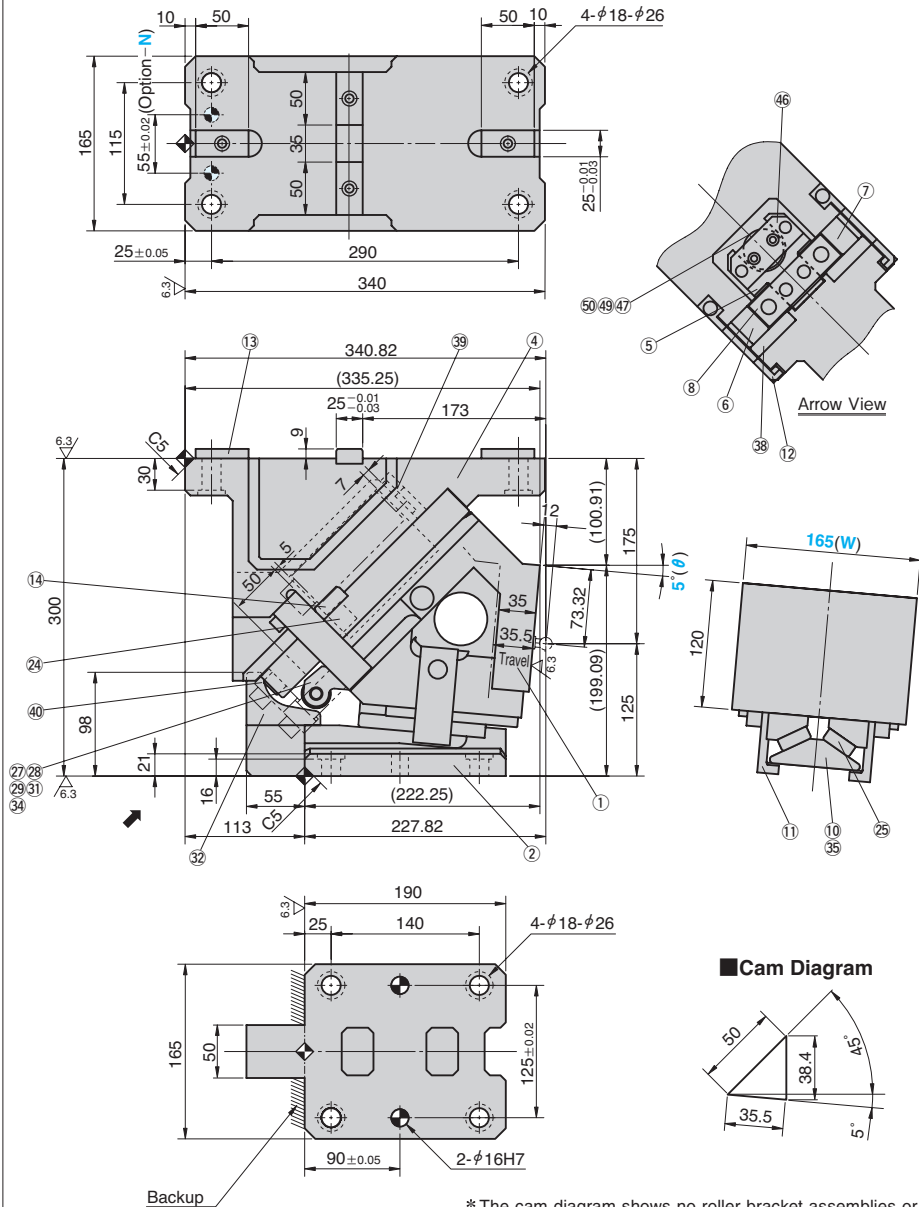 10 50 50 10 4-φ18-φ26
165 115 55±0.02 (Option-N) 50 35 50 25 -0.01 -0.03
25±0.05 290
6.3 340
㊻ ⑦
㊿ ㊾ ㊼
⑤ ⑧ ⑥ ㊳ ⑫
Arrow View
⑬ 340.82 ㊴ ④
(335.25)
25 -0.01 -0.03 173
6.3 C5 9 30 7 12
(100.91) 175
5°(θ)
300 50 5 35 73.32
35.5
Travel 6.3
(199.09) 125
⑭ ㉔ ㊵
98 21 16
㉗ ㉘
㉙ ㉛
㉞
6.3
55 C5 (222.25)
113 227.82
㉜ ② ①
165(W)
120
⑪ ⑩ ㉕
㉟
190
6.3 25 140 4-φ18-φ26
165 50 125±0.02
90±0.05 2-φ16H7
Backup
■Cam Diagram
50 45°
38.4
35.5 5°
* The cam diagram shows no roller bracket assemblies or